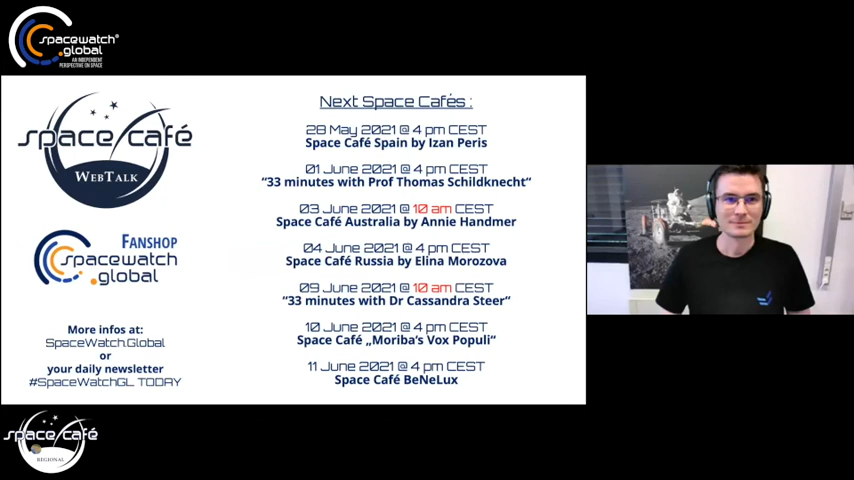 spacewatch®
.global
AN INDEPENDENT
PERSPECTIVE ON SPACE
space café
WEBTALK
FANSHOP
spacewatch
.global
More infos at:
SpaceWatch.Global
or
your daily newsletter
#SpaceWatchGL TODAY
Next Space Cafés :
28 May 2021 @ 4 pm CEST
Space Café Spain by Izan Peris
01 June 2021 @ 4 pm CEST
“33 minutes with Prof Thomas Schildknecht“
03 June 2021 @ 10 am CEST
Space Café Australia by Annie Handmer
04 June 2021 @ 4 pm CEST
Space Café Russia by Elina Morozova
09 June 2021 @ 10 am CEST
“33 minutes with Dr Cassandra Steer“
10 June 2021 @ 4 pm CEST
Space Café „Moriba‘s Vox Populi“
11 June 2021 @ 4 pm CEST
Space Café BeNeLux
space café
REGIONAL